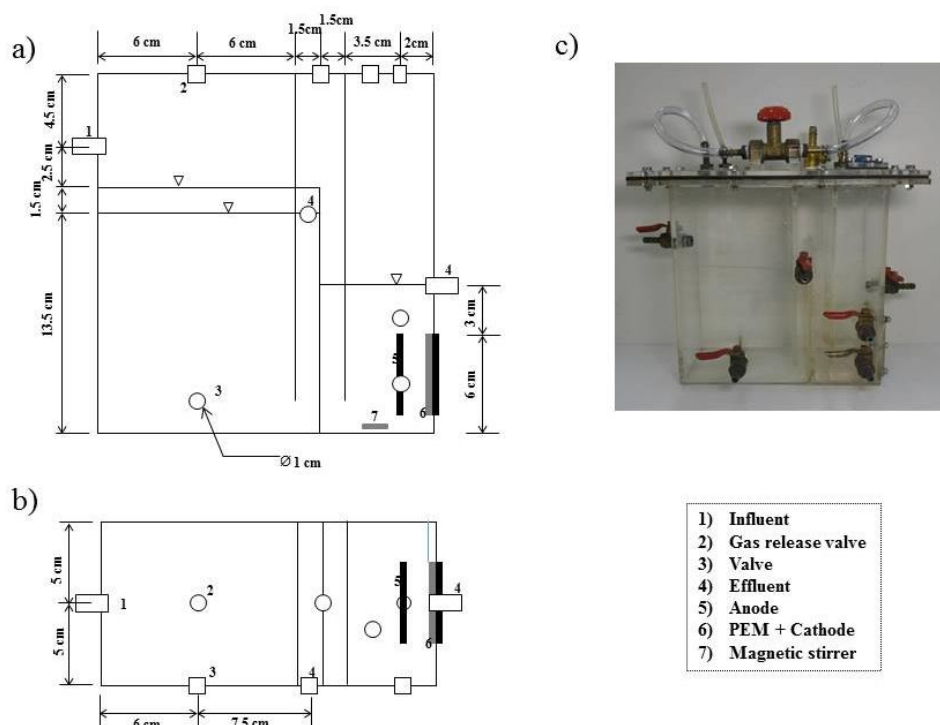 a)
6 cm
6 cm
1.5cm
1.5cm
3.5 cm
2cm
2
4.5 cm
1
2.5 cm
1.5 cm
4
13.5 cm
4
3 cm
5
6 cm
3
6
7
Ø 1 cm
b)
5 cm
5 cm
1
2
5
4
6
3
4
6 cm
7.5 cm
c)
1) Influent
2) Gas release valve
3) Valve
4) Effluent
5) Anode
6) PEM + Cathode
7) Magnetic stirrer